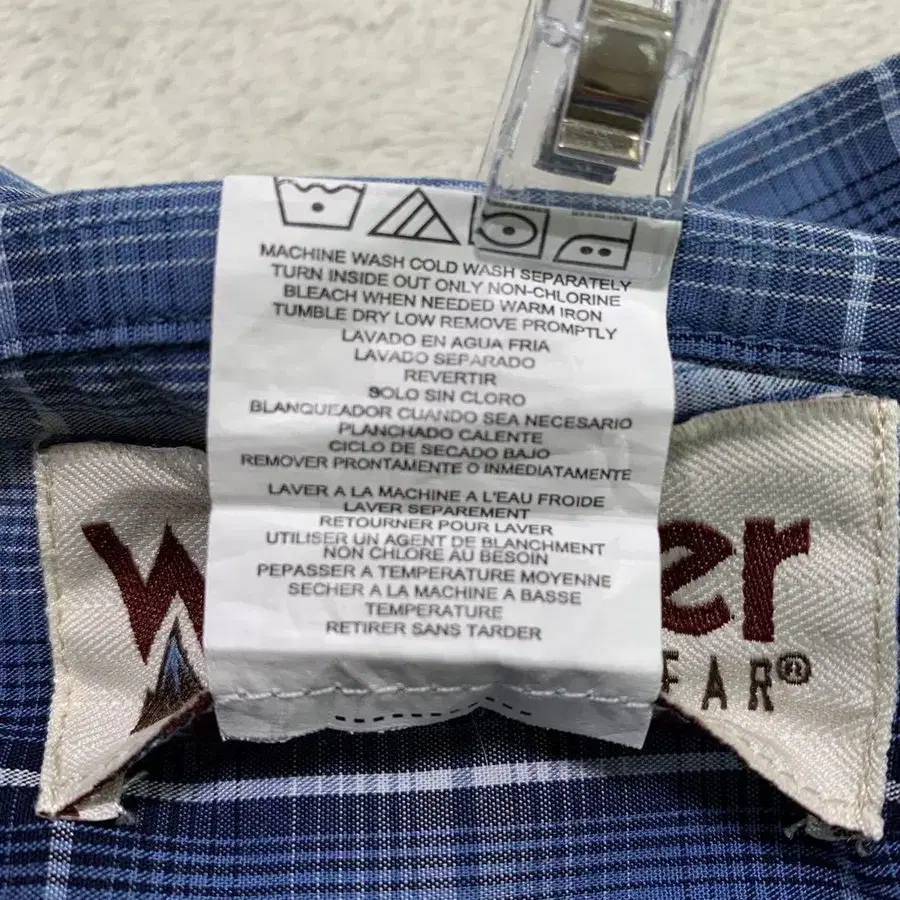 MACHINE WASH COLD WASH SEPARATELY
TURN INSIDE OUT ONLY NON-CHLORINE
BLEACH WHEN NEEDED WARM IRON
TUMBLE DRY LOW REMOVE PROMPTLY
LAVADO EN AGUA FRIA
LAVADO SEPARADO
REVERTIR
SOLO SIN CLORO
BLANQUEADOR CUANDO SEA NECESARIO
PLANCHADO CALIENTE
CICLO DE SECADO BAJO
REMOVER PRONTAMENTE O INMEDIATAMENTE
LAVER A LA MACHINE A L'EAU FROIDE
LAVER SEPAREMENT
RETOURNER POUR LAVER
UTILISER UN AGENT DE BLANCHMENT
NON CHLORE AU BESOIN
PEPASSER A TEMPERATURE MOYENNE
SECHER A LA MACHINE A BASSE
TEMPERATURE
RETIRER SANS TARDER